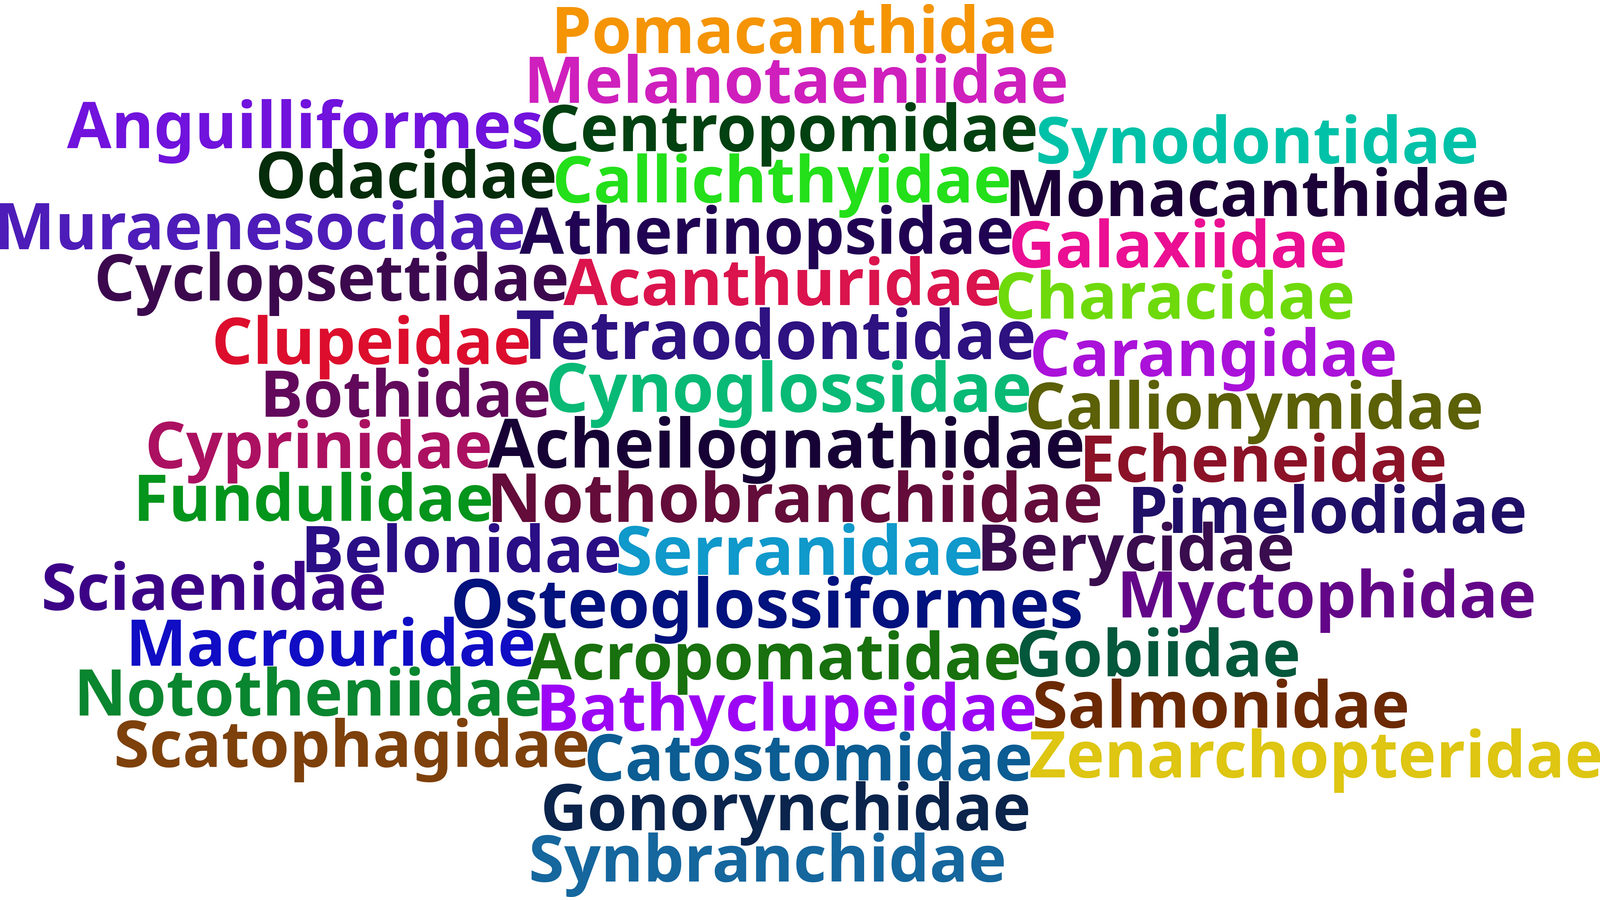 Pomacanthidae
Melanotaeniidae
Anguilliformes Centropomidae Synodontidae
Odacidae Callichthyidae Monacanthidae
Muraenesocidae Atherinopsidae Galaxiidae
Cyclopsettidae Acanthuridae Characidae
Clupeidae Tetraodontidae Carangidae
Bothidae Cynoglossidae Callionymidae
Cyprinidae Acheilognathidae Echeneidae
Fundulidae Nothobranchiidae Pimelodidae
Belonidae Serranidae Berycidae
Sciaenidae Osteoglossiformes Myctophidae
Macrouridae Acropomatidae Gobiidae
Nototheniidae Bathyclupeidae Salmonidae
Scatophagidae Catostomidae Zenarchopteridae
Gonorynchidae
Synbranchidae